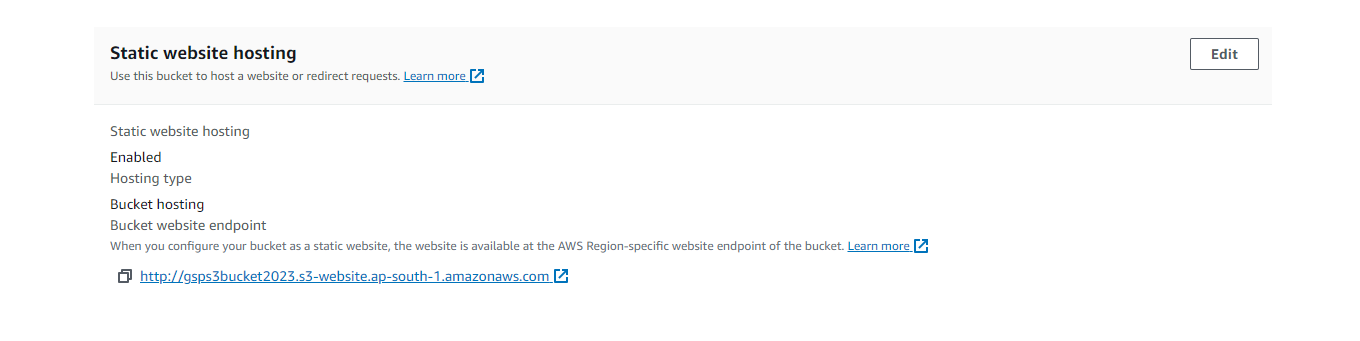 Static website hosting
Edit
Use this bucket to host a website or redirect requests. Learn more
Static website hosting
Enabled
Hosting type
Bucket hosting
Bucket website endpoint
When you configure your bucket as a static website, the website is available at the AWS Region-specific website endpoint of the bucket. Learn more
http://gsps3bucket2023.s3-website.ap-south-1.amazonaws.com